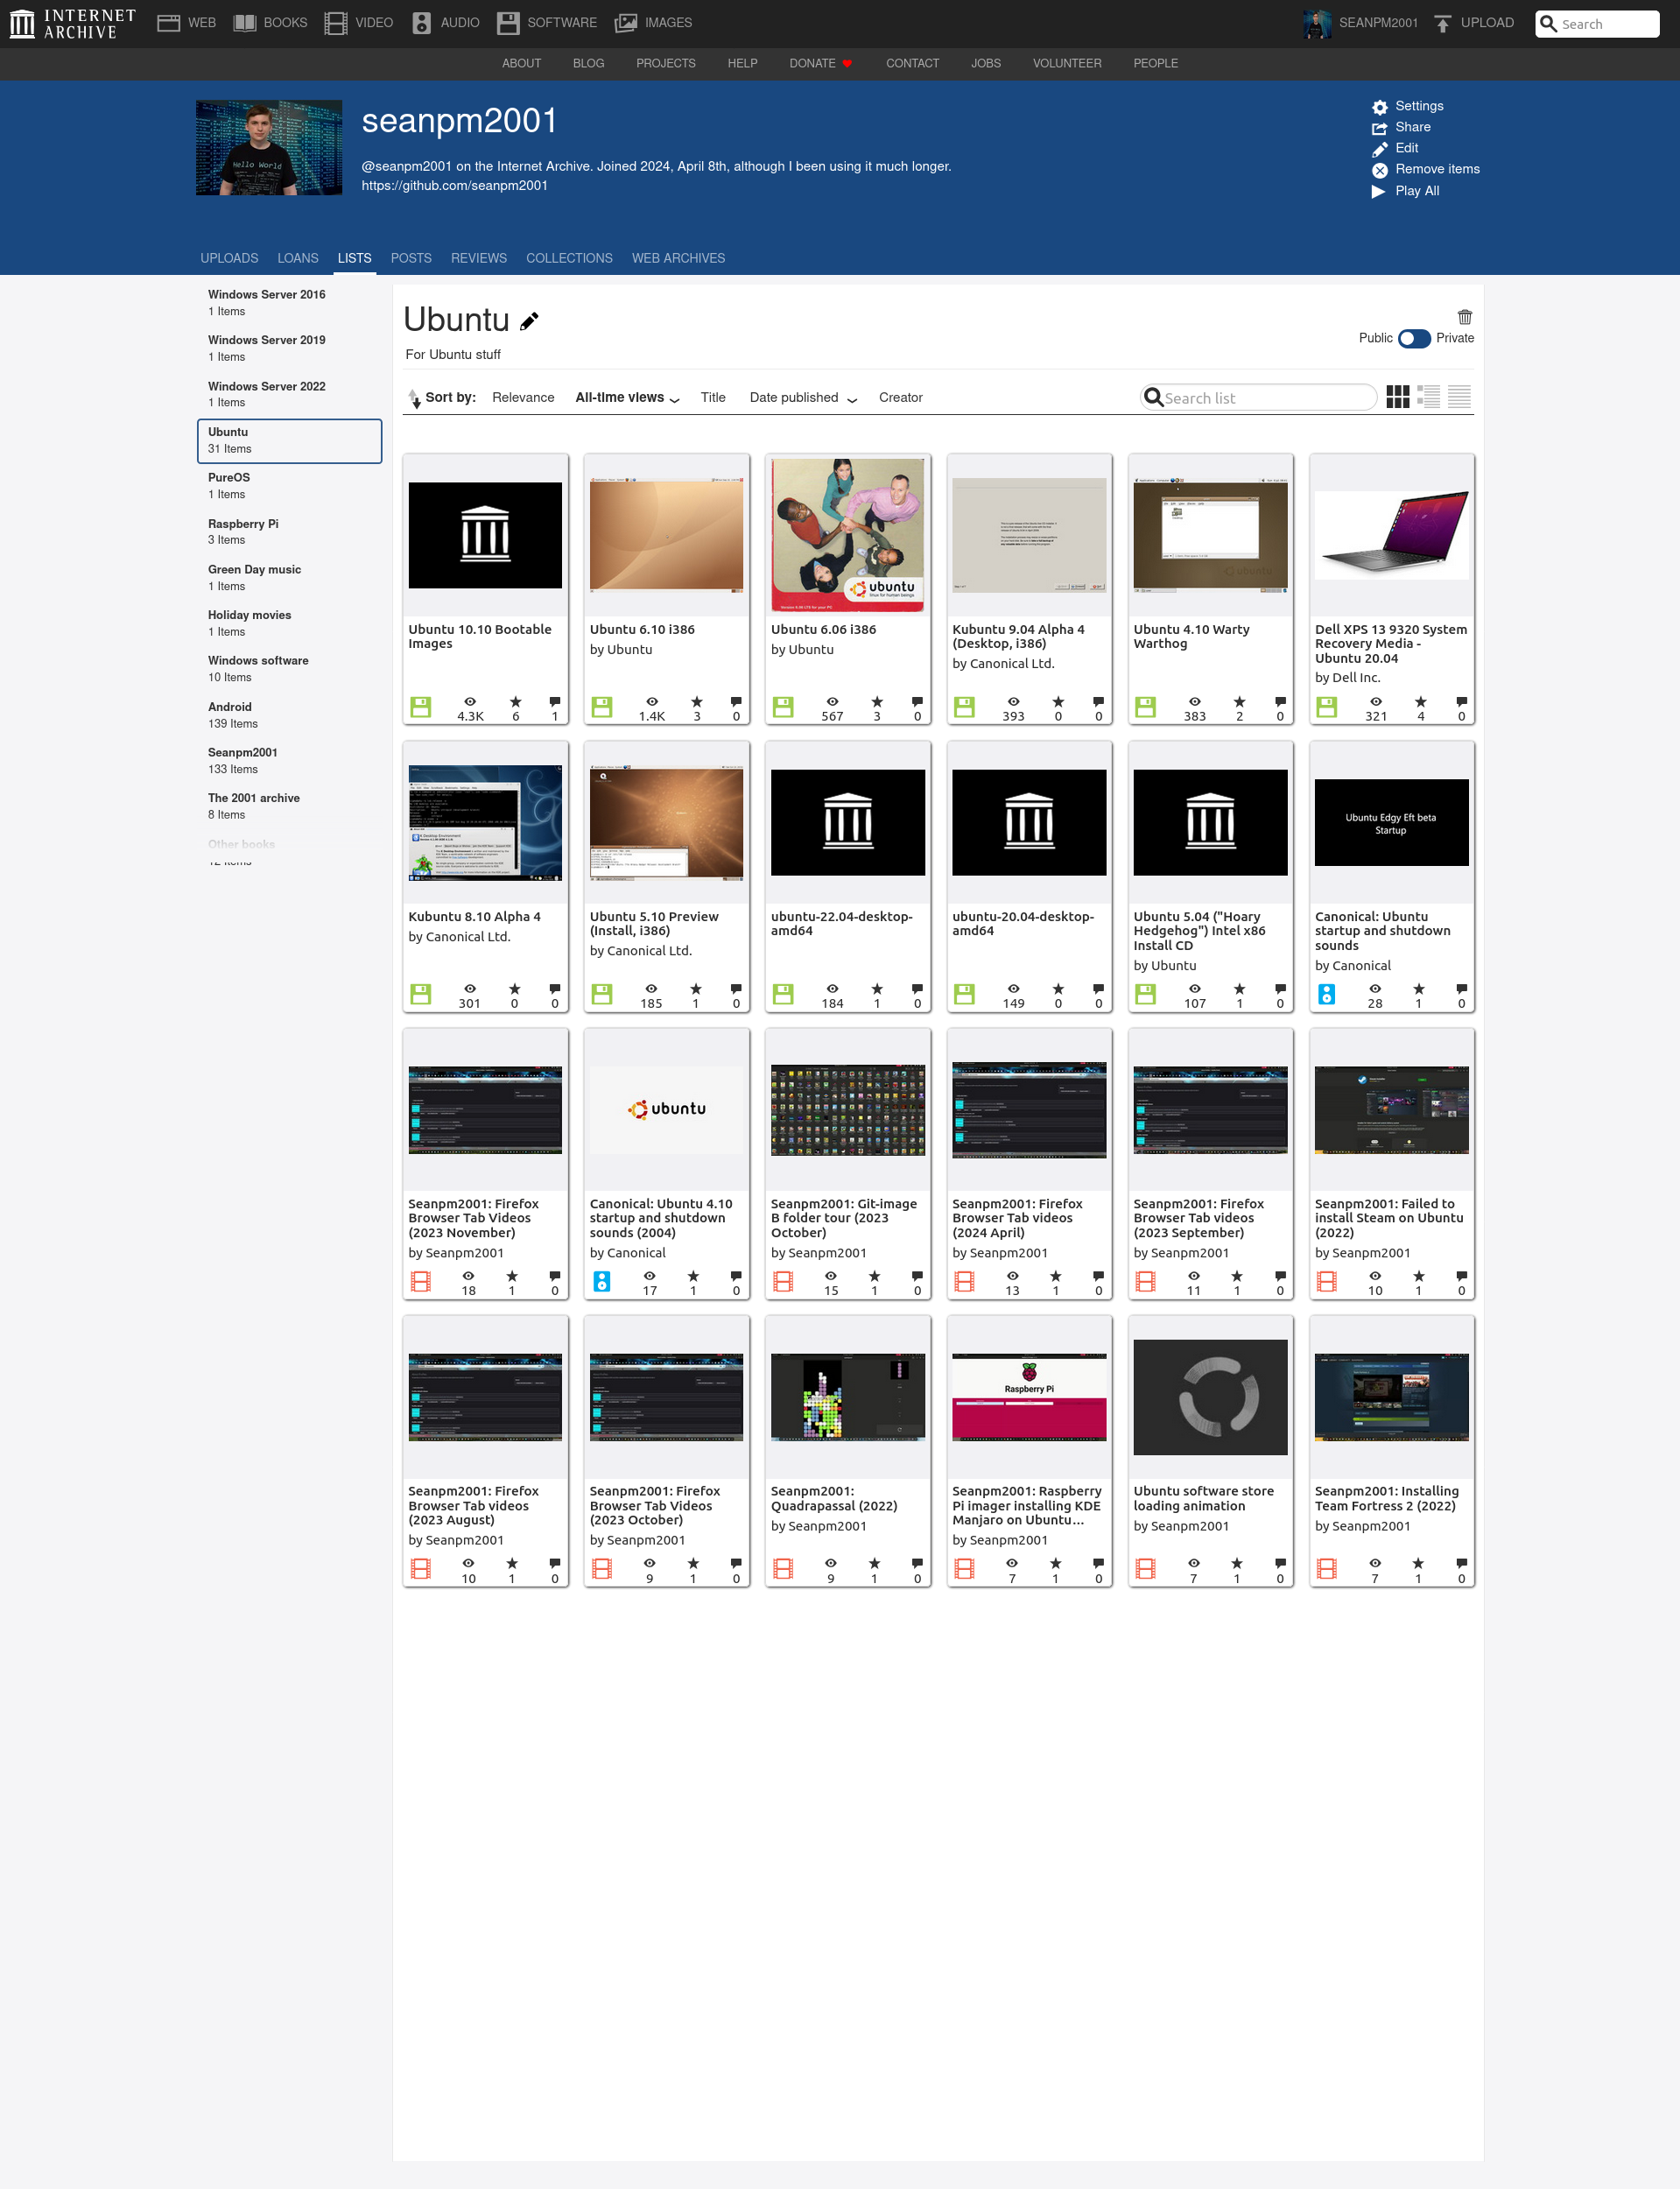 INTERNET
ARCHIVE
WEB
BOOKS
VIDEO
AUDIO
SOFTWARE
IMAGES
SEANPM2001
UPLOAD
Search
ABOUT
BLOG
PROJECTS
HELP
DONATE
CONTACT
JOBS
VOLUNTEER
PEOPLE
Hello World
seanpm2001
@seanpm2001 on the Internet Archive. Joined 2024, April 8th, although I been using it much longer.
https://github.com/seanpm2001
Settings
Share
Edit
Remove items
Play All
UPLOADS
LOANS
LISTS
POSTS
REVIEWS
COLLECTIONS
WEB ARCHIVES
Windows Server 2016
1 Items
Windows Server 2019
1 Items
Windows Server 2022
1 Items
Ubuntu
31 Items
PureOS
1 Items
Raspberry Pi
3 Items
Green Day music
1 Items
Holiday movies
1 Items
Windows software
10 Items
Android
139 Items
Seanpm2001
133 Items
The 2001 archive
8 Items
Other books
12 Items
Ubuntu
For Ubuntu stuff
Public
Private
Sort by:
Relevance
All-time views
Title
Date published
Creator
Search list
ubuntu
linux for human beings
Ubuntu 10.10 Bootable
Images
4.3K
6
1
Ubuntu 6.10 i386
by Ubuntu
1.4K
3
0
Ubuntu 6.06 i386
by Ubuntu
567
3
0
Kubuntu 9.04 Alpha 4
(Desktop, i386)
by Canonical Ltd.
393
0
0
Ubuntu 4.10 Warty
Warthog
383
2
0
Dell XPS 13 9320 System
Recovery Media -
Ubuntu 20.04
by Dell Inc.
321
4
0
Kubuntu 8.10 Alpha 4
by Canonical Ltd.
301
0
0
Ubuntu 5.10 Preview
(Install, i386)
by Canonical Ltd.
185
1
0
ubuntu-22.04-desktop-
amd64
184
1
0
ubuntu-20.04-desktop-
amd64
149
0
0
Ubuntu 5.04 ("Hoary
Hedgehog") Intel x86
Install CD
by Ubuntu
107
1
0
Ubuntu Edgy Eft beta
Startup
Canonical: Ubuntu
startup and shutdown
sounds
by Canonical
28
1
0
Seanpm2001: Firefox
Browser Tab Videos
(2023 November)
by Seanpm2001
18
1
0
ubuntu
Canonical: Ubuntu 4.10
startup and shutdown
sounds (2004)
by Canonical
17
1
0
Seanpm2001: Git-image
B folder tour (2023
October)
by Seanpm2001
15
1
0
Seanpm2001: Firefox
Browser Tab videos
(2024 April)
by Seanpm2001
13
1
0
Seanpm2001: Firefox
Browser Tab videos
(2023 September)
by Seanpm2001
11
1
0
Seanpm2001: Failed to
install Steam on Ubuntu
(2022)
by Seanpm2001
10
1
0
Seanpm2001: Firefox
Browser Tab videos
(2023 August)
by Seanpm2001
10
1
0
Seanpm2001: Firefox
Browser Tab Videos
(2023 October)
by Seanpm2001
9
1
0
Seanpm2001:
Quadrapassal (2022)
by Seanpm2001
9
1
0
Raspberry Pi
Seanpm2001: Raspberry
Pi imager installing KDE
Manjaro on Ubuntu...
by Seanpm2001
7
1
0
Ubuntu software store
loading animation
by Seanpm2001
7
1
0
Seanpm2001: Installing
Team Fortress 2 (2022)
by Seanpm2001
7
1
0